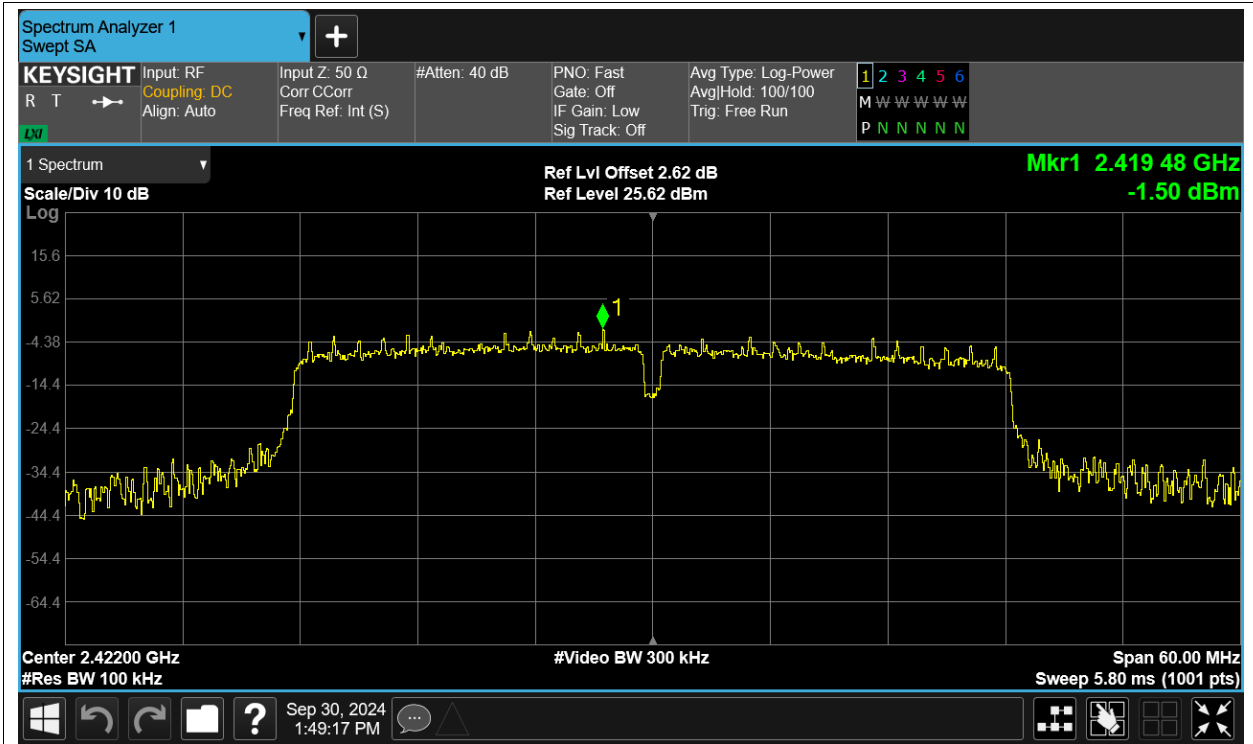 Spectrum Analyzer 1
Swept SA
KEYSIGHT
R T
LXI
Input: RF
Coupling: DC
Align: Auto
Input Z: 50 Ω
Corr CCorr
Freq Ref: Int (S)
#Atten: 40 dB
PNO: Fast
Gate: Off
IF Gain: Low
Sig Track: Off
Avg Type: Log-Power
Avg|Hold: 100/100
Trig: Free Run
1 2 3 4 5 6
M W W W W W
P N N N N N
1 Spectrum
Scale/Div 10 dB
Log
Ref Lvl Offset 2.62 dB
Ref Level 25.62 dBm
Mkr1 2.419 48 GHz
-1.50 dBm
15.6
5.62
-4.38
-14.4
-24.4
-34.4
-44.4
-54.4
-64.4
1
Center 2.42200 GHz
#Res BW 100 kHz
#Video BW 300 kHz
Span 60.00 MHz
Sweep 5.80 ms (1001 pts)
?
Sep 30, 2024
1:49:17 PM